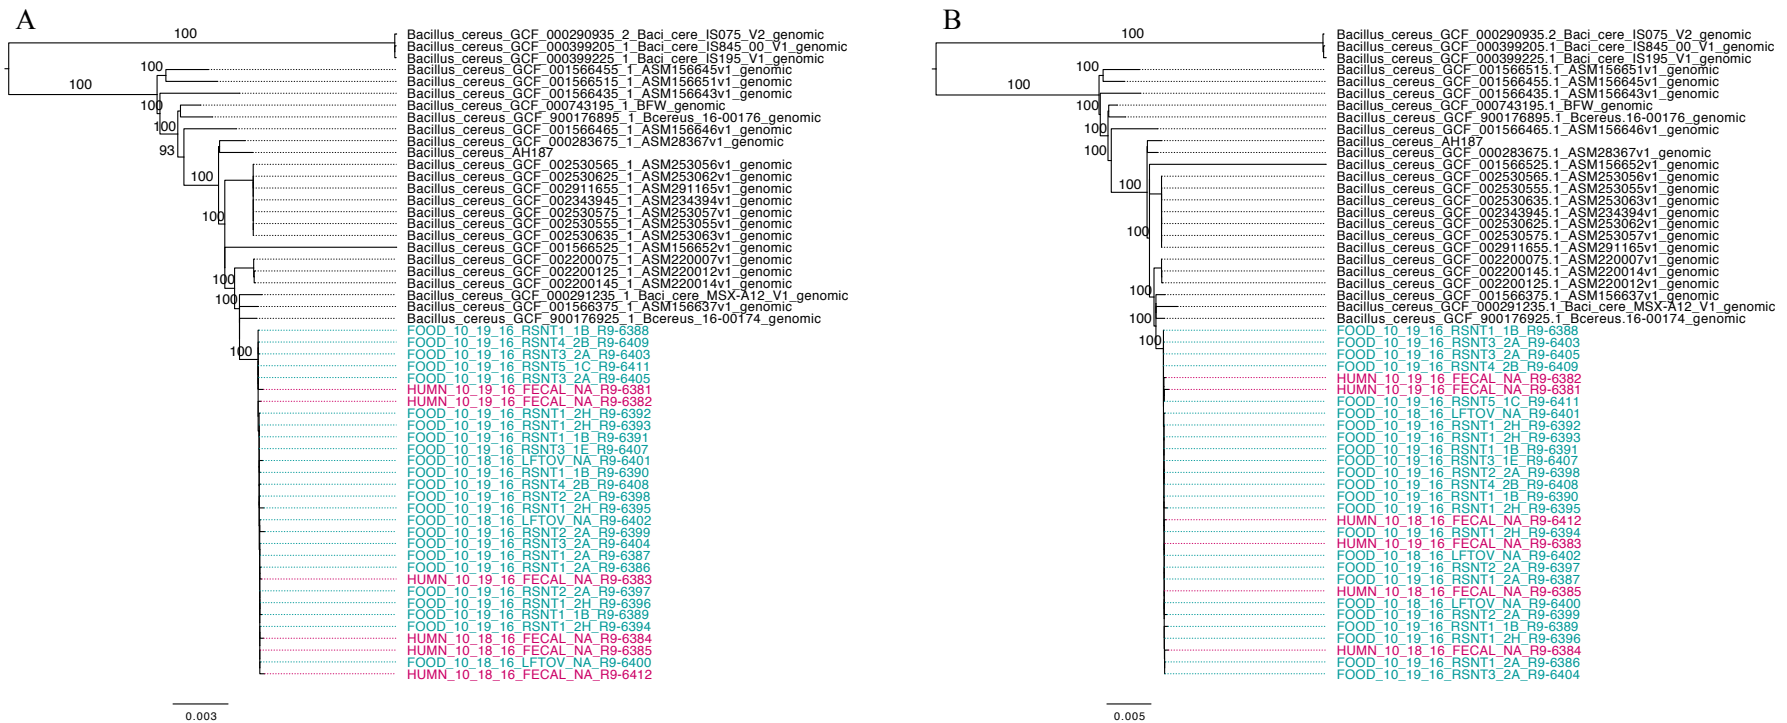 A
100
Bacillus_cereus_GCF_000290935_2_Baci_cere_IS075_V2_genomic
Bacillus_cereus_GCF_000399205_1_Baci_cere_IS845_00_V1_genomic
Bacillus_cereus_GCF_000399225_1_Baci_cere_IS195_V1_genomic
100
Bacillus_cereus_GCF_001566455_1_ASM156645v1_genomic
100
Bacillus_cereus_GCF_001566515_1_ASM156651v1_genomic
Bacillus_cereus_GCF_001566435_1_ASM156643v1_genomic
100
Bacillus_cereus_GCF_000743195_1_BFW_genomic
Bacillus_cereus_GCF_900176895_1_Bcereus_16-00176_genomic
100
Bacillus_cereus_GCF_001566465_1_ASM156646v1_genomic
Bacillus_cereus_GCF_000283675_1_ASM28367v1_genomic
93
Bacillus_cereus_AH187
Bacillus_cereus_GCF_002530565_1_ASM253056v1_genomic
100
Bacillus_cereus_GCF_002530625_1_ASM253062v1_genomic
Bacillus_cereus_GCF_002911655_1_ASM291165v1_genomic
Bacillus_cereus_GCF_002343945_1_ASM234394v1_genomic
Bacillus_cereus_GCF_002530575_1_ASM253057v1_genomic
100
Bacillus_cereus_GCF_002530555_1_ASM253055v1_genomic
Bacillus_cereus_GCF_002530635_1_ASM253063v1_genomic
Bacillus_cereus_GCF_001566525_1_ASM156652v1_genomic
Bacillus_cereus_GCF_002200075_1_ASM220007v1_genomic
Bacillus_cereus_GCF_002200125_1_ASM220012v1_genomic
100
Bacillus_cereus_GCF_002200145_1_ASM220014v1_genomic
100
Bacillus_cereus_GCF_000291235_1_Baci_cere_MSX-A12_V1_genomic
Bacillus_cereus_GCF_001566375_1_ASM156637v1_genomic
Bacillus_cereus_GCF_900176925_1_Bcereus_16-00174_genomic
FOOD_10_19_16_RSNT1_1B_R9-6388
FOOD_10_19_16_RSNT4_2B_R9-6409
100
FOOD_10_19_16_RSNT3_2A_R9-6403
FOOD_10_19_16_RSNT5_1C_R9-6411
FOOD_10_19_16_RSNT3_2A_R9-6405
HUMN_10_19_16_FECAL_NA_R9-6381
HUMN_10_19_16_FECAL_NA_R9-6382
FOOD_10_19_16_RSNT1_2H_R9-6392
FOOD_10_19_16_RSNT1_2H_R9-6393
FOOD_10_19_16_RSNT1_1B_R9-6391
FOOD_10_19_16_RSNT3_1E_R9-6407
FOOD_10_18_16_LFTOV_NA_R9-6401
FOOD_10_19_16_RSNT1_1B_R9-6390
FOOD_10_19_16_RSNT4_2B_R9-6408
FOOD_10_19_16_RSNT2_2A_R9-6398
FOOD_10_19_16_RSNT1_2H_R9-6395
FOOD_10_18_16_LFTOV_NA_R9-6402
FOOD_10_19_16_RSNT2_2A_R9-6399
FOOD_10_19_16_RSNT3_2A_R9-6404
FOOD_10_19_16_RSNT1_2A_R9-6387
FOOD_10_19_16_RSNT1_2A_R9-6386
HUMN_10_19_16_FECAL_NA_R9-6383
FOOD_10_19_16_RSNT2_2A_R9-6397
FOOD_10_19_16_RSNT1_2H_R9-6396
FOOD_10_19_16_RSNT1_1B_R9-6389
FOOD_10_19_16_RSNT1_2H_R9-6394
HUMN_10_18_16_FECAL_NA_R9-6384
HUMN_10_18_16_FECAL_NA_R9-6385
FOOD_10_18_16_LFTOV_NA_R9-6400
HUMN_10_18_16_FECAL_NA_R9-6412
0.003
B
100
Bacillus_cereus_GCF_000290935.2_Baci_cere_IS075_V2_genomic
Bacillus_cereus_GCF_000399205.1_Baci_cere_IS845_00_V1_genomic
Bacillus_cereus_GCF_000399225.1_Baci_cere_IS195_V1_genomic
100
Bacillus_cereus_GCF_001566515.1_ASM156651v1_genomic
100
Bacillus_cereus_GCF_001566455.1_ASM156645v1_genomic
Bacillus_cereus_GCF_001566435.1_ASM156643v1_genomic
100
Bacillus_cereus_GCF_000743195.1_BFW_genomic
Bacillus_cereus_GCF_900176895.1_Bcereus.16-00176_genomic
100
Bacillus_cereus_GCF_001566465.1_ASM156646v1_genomic
Bacillus_cereus_AH187
100
Bacillus_cereus_GCF_000283675.1_ASM28367v1_genomic
Bacillus_cereus_GCF_001566525.1_ASM156652v1_genomic
Bacillus_cereus_GCF_002530565.1_ASM253056v1_genomic
100
Bacillus_cereus_GCF_002530555.1_ASM253055v1_genomic
Bacillus_cereus_GCF_002530635.1_ASM253063v1_genomic
Bacillus_cereus_GCF_002343945.1_ASM234394v1_genomic
Bacillus_cereus_GCF_002530625.1_ASM253062v1_genomic
100
Bacillus_cereus_GCF_002530575.1_ASM253057v1_genomic
Bacillus_cereus_GCF_002911655.1_ASM291165v1_genomic
Bacillus_cereus_GCF_002200075.1_ASM220007v1_genomic
Bacillus_cereus_GCF_002200145.1_ASM220014v1_genomic
Bacillus_cereus_GCF_002200125.1_ASM220012v1_genomic
100
Bacillus_cereus_GCF_001566375.1_ASM156637v1_genomic
Bacillus_cereus_GCF_000291235.1_Baci_cere_MSX-A12_V1_genomic
100
Bacillus_cereus_GCF_900176925.1_Bcereus.16-00174_genomic
FOOD_10_19_16_RSNT1_1B_R9-6388
100
FOOD_10_19_16_RSNT3_2A_R9-6403
FOOD_10_19_16_RSNT3_2A_R9-6405
FOOD_10_19_16_RSNT4_2B_R9-6409
HUMN_10_19_16_FECAL_NA_R9-6382
HUMN_10_19_16_FECAL_NA_R9-6381
FOOD_10_19_16_RSNT5_1C_R9-6411
FOOD_10_18_16_LFTOV_NA_R9-6401
FOOD_10_19_16_RSNT1_2H_R9-6392
FOOD_10_19_16_RSNT1_2H_R9-6393
FOOD_10_19_16_RSNT1_1B_R9-6391
FOOD_10_19_16_RSNT3_1E_R9-6407
FOOD_10_19_16_RSNT2_2A_R9-6398
FOOD_10_19_16_RSNT4_2B_R9-6408
FOOD_10_19_16_RSNT1_1B_R9-6390
FOOD_10_19_16_RSNT1_2H_R9-6395
HUMN_10_18_16_FECAL_NA_R9-6412
FOOD_10_19_16_RSNT1_2H_R9-6394
HUMN_10_19_16_FECAL_NA_R9-6383
FOOD_10_18_16_LFTOV_NA_R9-6402
FOOD_10_19_16_RSNT2_2A_R9-6397
FOOD_10_19_16_RSNT1_2A_R9-6387
HUMN_10_18_16_FECAL_NA_R9-6385
FOOD_10_18_16_LFTOV_NA_R9-6400
FOOD_10_19_16_RSNT2_2A_R9-6399
FOOD_10_19_16_RSNT1_1B_R9-6389
FOOD_10_19_16_RSNT1_2H_R9-6396
HUMN_10_18_16_FECAL_NA_R9-6384
FOOD_10_19_16_RSNT1_2A_R9-6386
FOOD_10_19_16_RSNT3_2A_R9-6404
0.005